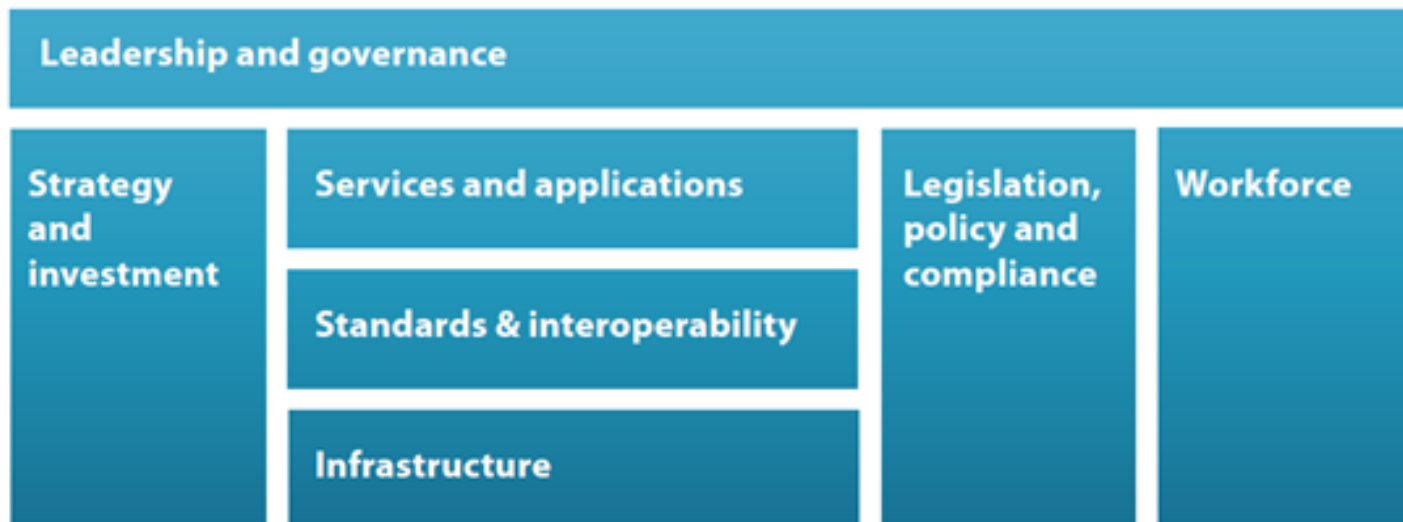 Leadership and governance
Strategy
and
investment
Services and applications
Standards & interoperability
Infrastructure
Legislation,
policy and
compliance
Workforce